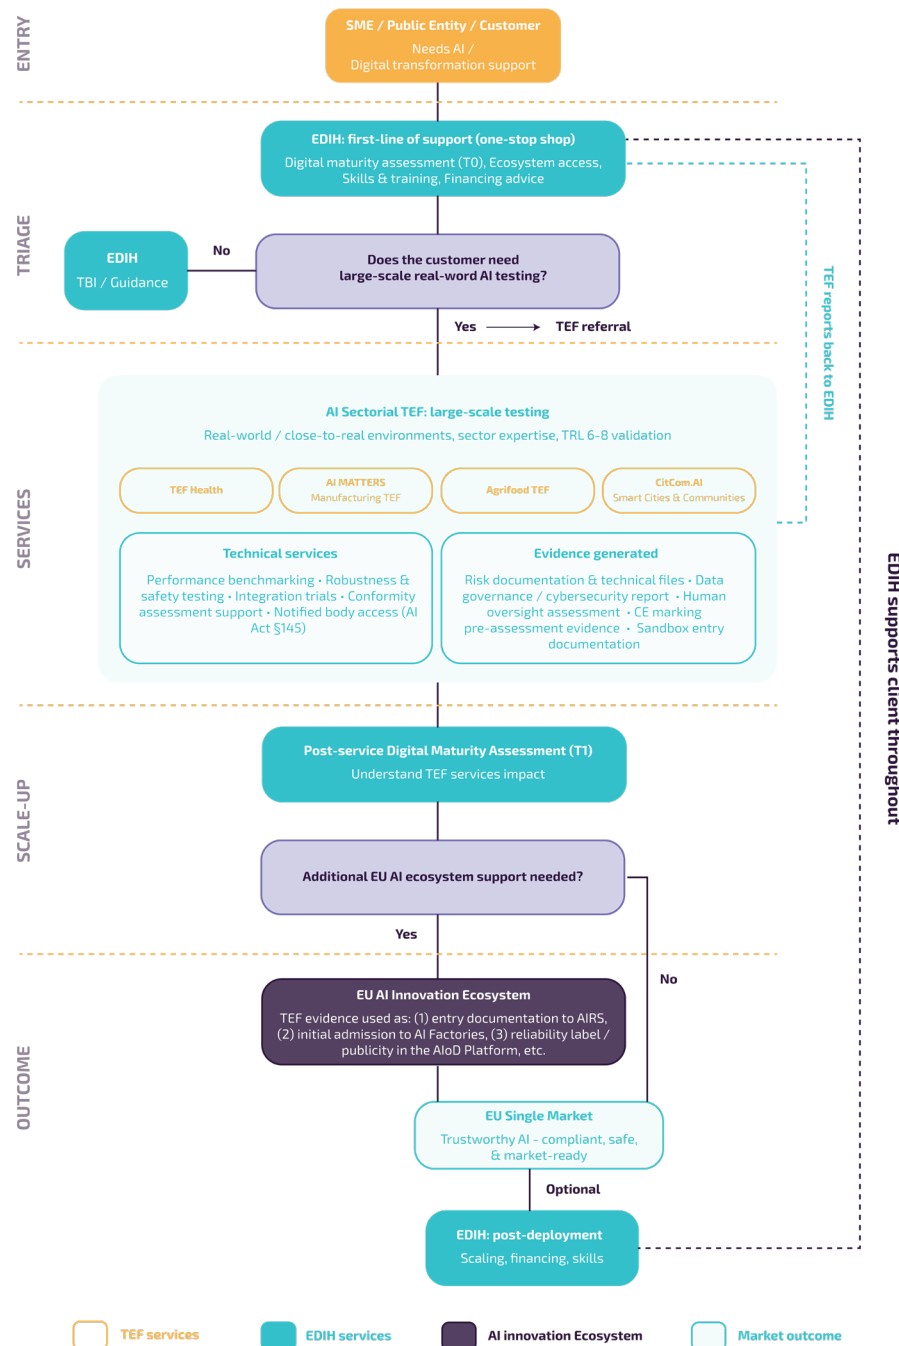 ENTRY
SME / Public Entity / Customer
Needs AI /
Digital transformation support
TRIAGE
EDIH: first-line of support (one-stop shop)
Digital maturity assessment (T0), Ecosystem access,
Skills & training, Financing advice
EDIH
TBI / Guidance
No
Does the customer need
large-scale real-word AI testing?
Yes
TEF referral
TEF reports back to EDIH
EDIH supports client throughout
SERVICES
AI Sectorial TEF: large-scale testing
Real-world / close-to-real environments, sector expertise, TRL 6-8 validation
TEF Health
AI MATTERS
Manufacturing TEF
Agrifood TEF
CitCom.AI
Smart Cities & Communities
Technical services
Performance benchmarking • Robustness &
safety testing • Integration trials • Conformity
assessment support • Notified body access (AI
Act §145)
Evidence generated
Risk documentation & technical files • Data
governance / cybersecurity report • Human
oversight assessment • CE marking
pre-assessment evidence • Sandbox entry
documentation
SCALE-UP
Post-service Digital Maturity Assessment (T1)
Understand TEF services impact
Additional EU AI ecosystem support needed?
Yes
No
OUTCOME
EU AI Innovation Ecosystem
TEF evidence used as: (1) entry documentation to AIRS,
(2) initial admission to AI Factories, (3) reliability label /
publicity in the AIoD Platform, etc.
EU Single Market
Trustworthy AI - compliant, safe,
& market-ready
Optional
EDIH: post-deployment
Scaling, financing, skills
TEF services
EDIH services
AI innovation Ecosystem
Market outcome